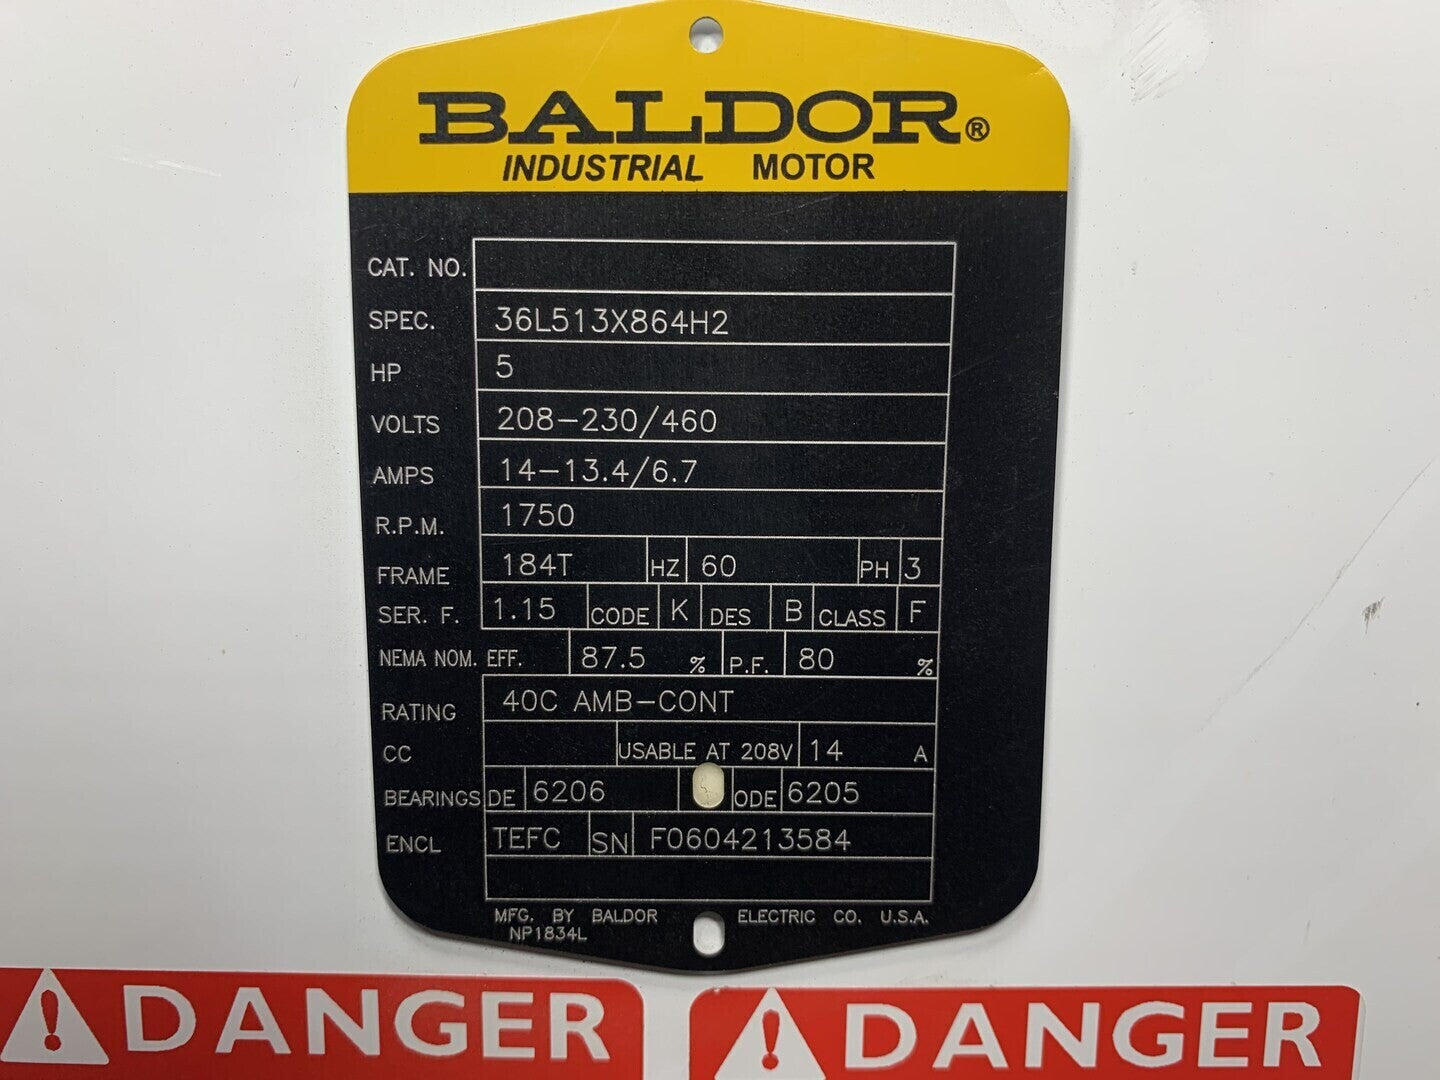 BALDOR®
INDUSTRIAL MOTOR
CAT. NO.
SPEC. 36L513X864H2
HP 5
VOLTS 208-230/460
AMPS 14-13.4/6.7
R.P.M. 1750
FRAME 184T HZ 60 PH 3
SER. F. 1.15 CODE K DES B CLASS F
NEMA NOM. EFF. 87.5 % P.F. 80 %
RATING 40C AMB-CONT
CC USABLE AT 208V 14 A
BEARINGS DE 6206 ODE 6205
ENCL TEFC SN F0604213584
MFG. BY BALDOR ELECTRIC CO. U.S.A.
NP1834L
DANGER DANGER